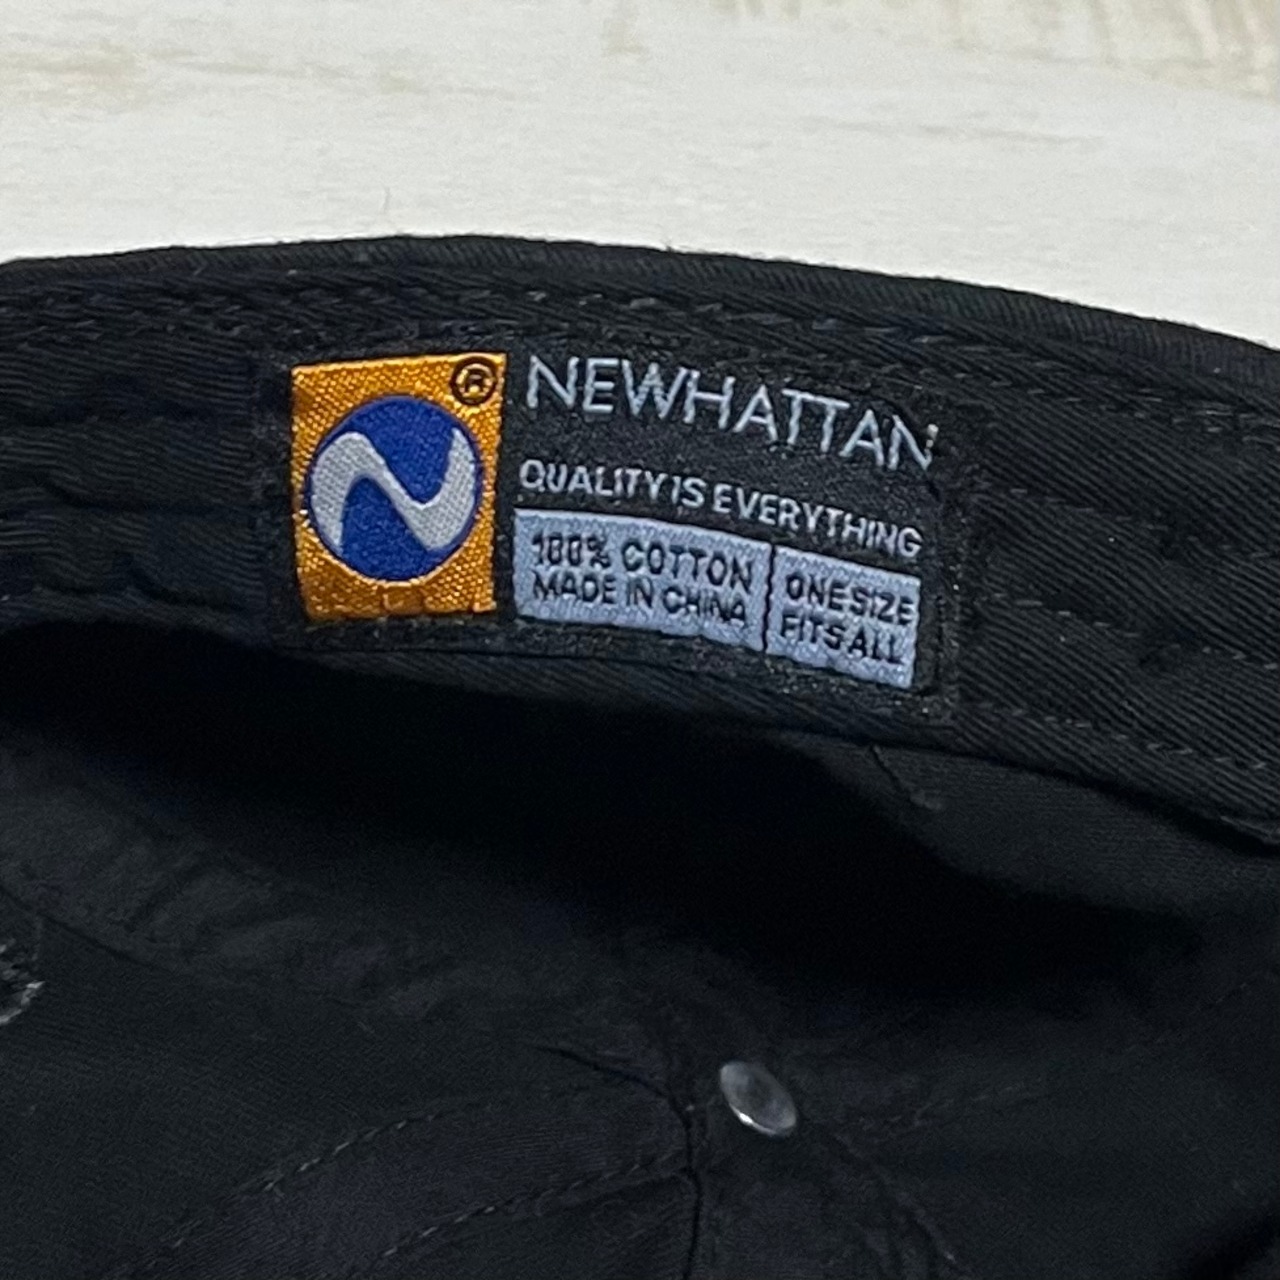 ®
NEWHATTAN
QUALITY IS EVERYTHING
100% COTTON
MADE IN CHINA
ONE SIZE
FITS ALL